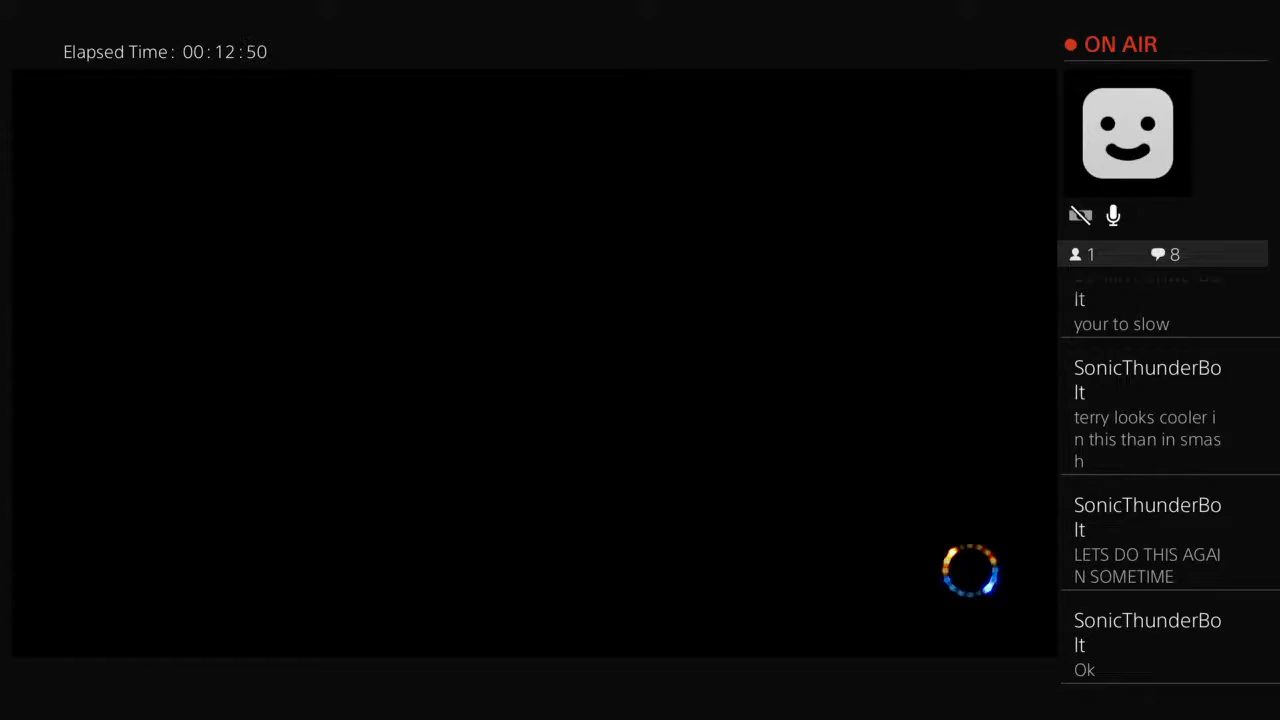 Elapsed Time: 00:12:50
ON AIR
1
8
lt
your to slow
SonicThunderBo
lt
terry looks cooler i
n this than in smas
h
SonicThunderBo
lt
LETS DO THIS AGAI
N SOMETIME
SonicThunderBo
lt
Ok